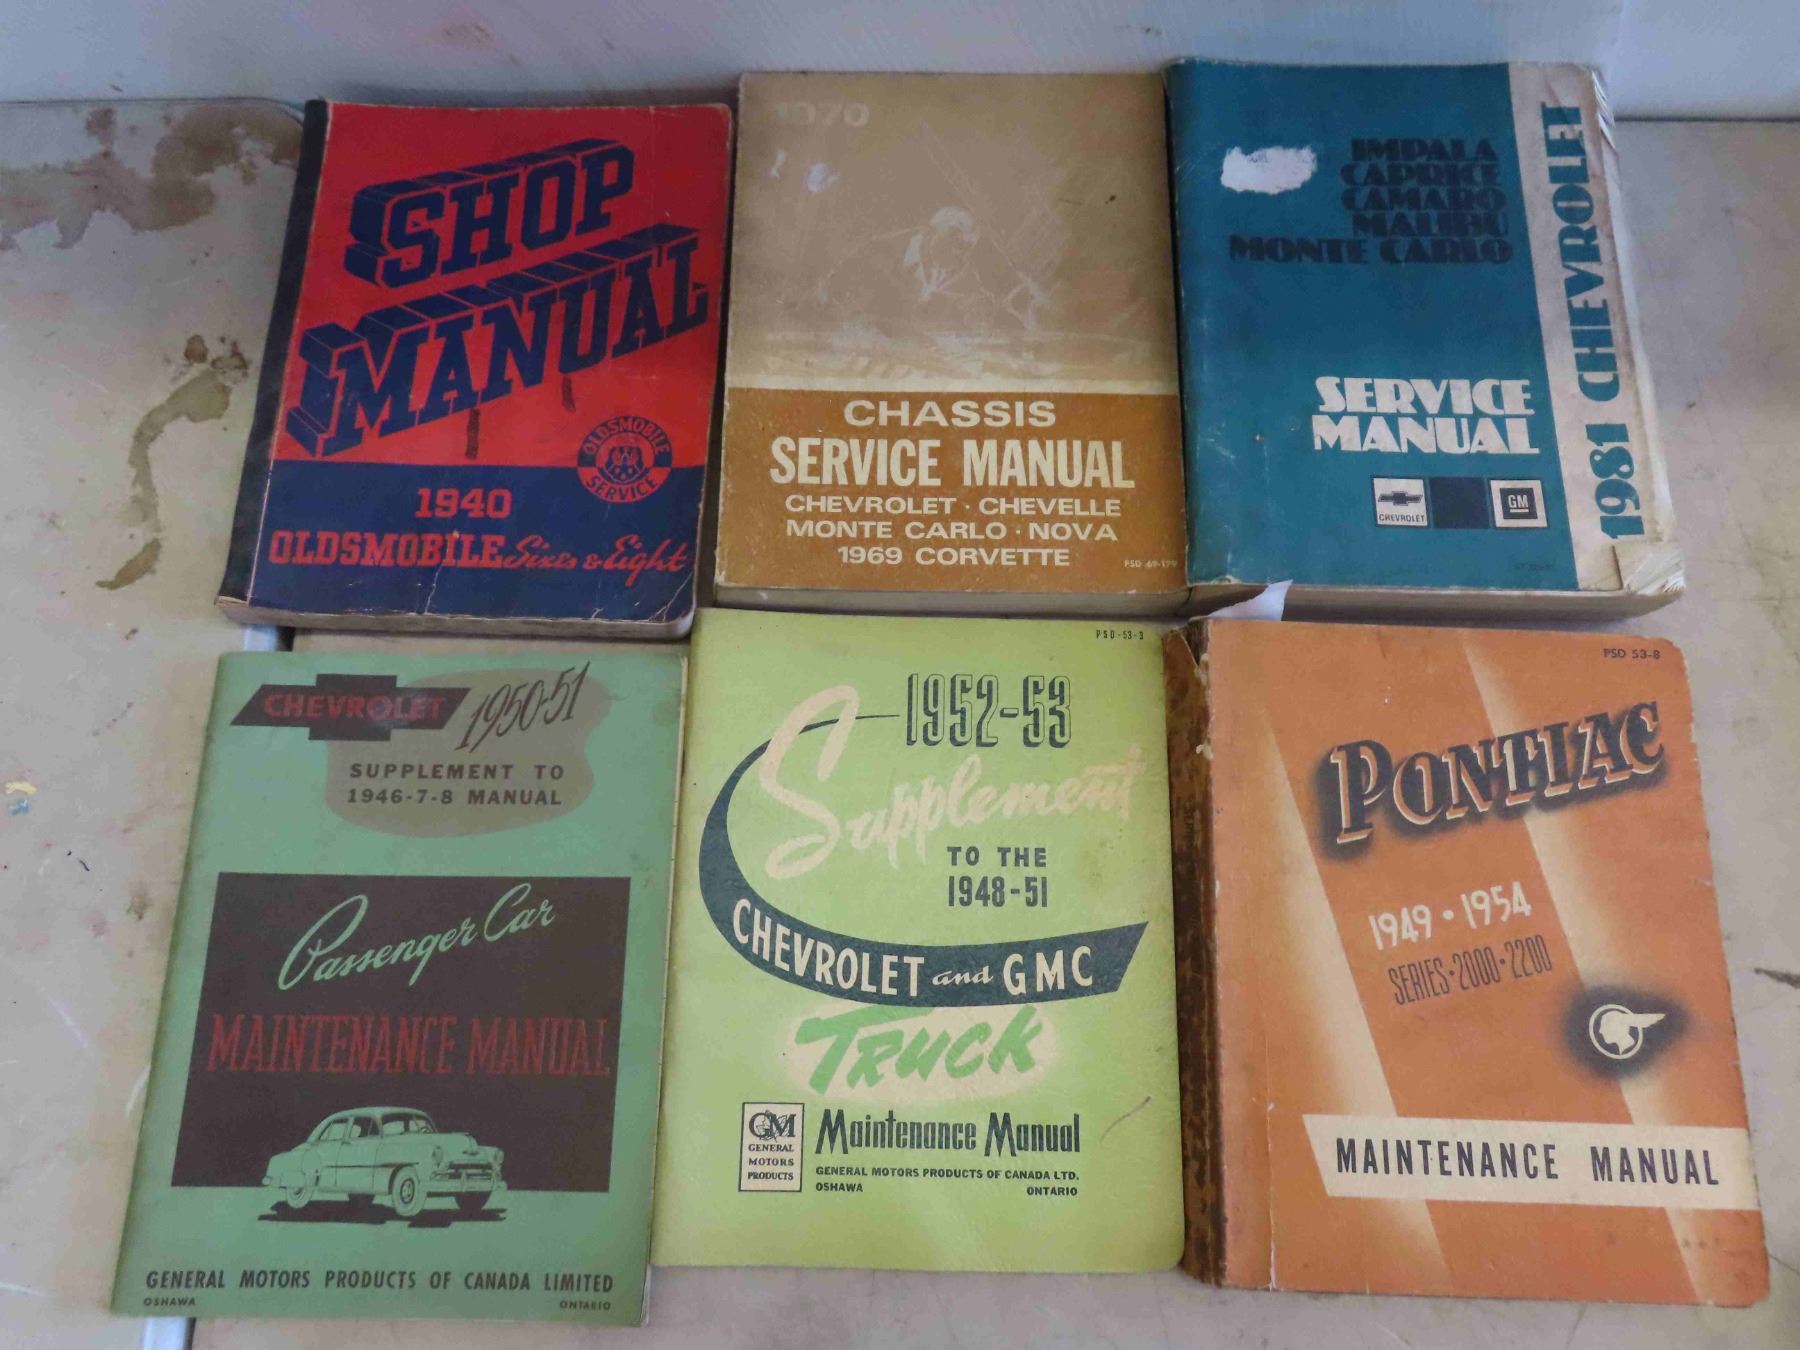 SHOP
MANUAL
OLDSMOBILE
SERVICE
1940
OLDSMOBILE Sixes & Eight
1970
CHASSIS
SERVICE MANUAL
CHEVROLET · CHEVELLE
MONTE CARLO · NOVA
1969 CORVETTE
PSD 69-179
IMPALA
CAPRICE
CAMARO
MALIBU
MONTE CARLO
SERVICE
MANUAL
CHEVROLET
GM
1981 CHEVROLET
CHEVROLET 1950-51
SUPPLEMENT TO
1946-7-8 MANUAL
Passenger Car
MAINTENANCE MANUAL
GENERAL MOTORS PRODUCTS OF CANADA LIMITED
OSHAWA ONTARIO
PSD-53-3
1952-53
Supplement
TO THE
1948-51
CHEVROLET and GMC
TRUCK
GM
GENERAL
MOTORS
PRODUCTS
Maintenance Manual
GENERAL MOTORS PRODUCTS OF CANADA LTD.
OSHAWA ONTARIO
PSD 53-8
PONTIAC
1949 · 1954
SERIES · 2000 · 2200
MAINTENANCE MANUAL